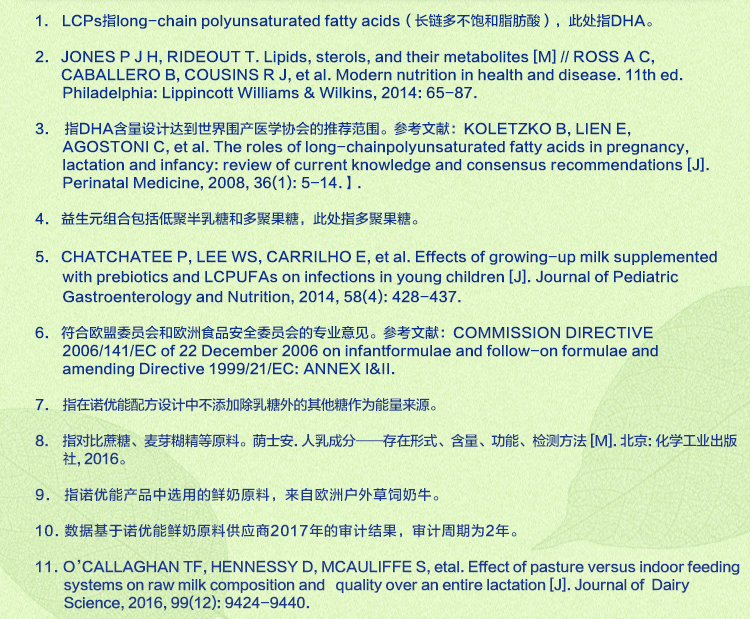 1. LCPs指long-chain polyunsaturated fatty acids（长链多不饱和脂肪酸），此处指DHA。
2. JONES P J H, RIDEOUT T. Lipids, sterols, and their metabolites [M] // ROSS A C,
CABALLERO B, COUSINS R J, et al. Modern nutrition in health and disease. 11th ed.
Philadelphia: Lippincott Williams & Wilkins, 2014: 65-87.
3. 指DHA含量设计达到世界围产医学协会的推荐范围。参考文献：KOLETZKO B, LIEN E,
AGOSTONI C, et al. The roles of long-chainpolyunsaturated fatty acids in pregnancy,
lactation and infancy: review of current knowledge and consensus recommendations [J].
Perinatal Medicine, 2008, 36(1): 5-14.】.
4. 益生元组合包括低聚半乳糖和多聚果糖，此处指多聚果糖。
5. CHATCHATEE P, LEE WS, CARRILHO E, et al. Effects of growing-up milk supplemented
with prebiotics and LCPUFAs on infections in young children [J]. Journal of Pediatric
Gastroenterology and Nutrition, 2014, 58(4): 428-437.
6. 符合欧盟委员会和欧洲食品安全委员会的专业意见。参考文献：COMMISSION DIRECTIVE
2006/141/EC of 22 December 2006 on infantformulae and follow-on formulae and
amending Directive 1999/21/EC: ANNEX I&II.
7. 指在诺优能配方设计中不添加除乳糖外的其他糖作为能量来源。
8. 指对比蔗糖、麦芽糊精等原料。荫士安. 人乳成分——存在形式、含量、功能、检测方法 [M]. 北京: 化学工业出版
社, 2016。
9. 指诺优能产品中选用的鲜奶原料，来自欧洲户外草饲奶牛。
10. 数据基于诺优能鲜奶原料供应商2017年的审计结果，审计周期为2年。
11. O'CALLAGHAN TF, HENNESSY D, MCAULIFFE S, etal. Effect of pasture versus indoor feeding
systems on raw milk composition and quality over an entire lactation [J]. Journal of Dairy
Science, 2016, 99(12): 9424-9440.